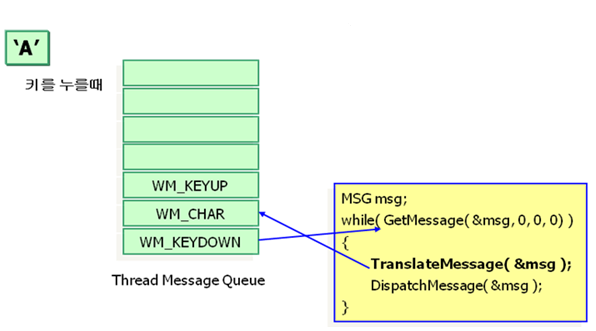 ‘A’
키를 누를때
WM_KEYUP
WM_CHAR
WM_KEYDOWN
Thread Message Queue
MSG msg;
while( GetMessage( &msg, 0, 0, 0) )
{
TranslateMessage( &msg );
DispatchMessage( &msg );
}